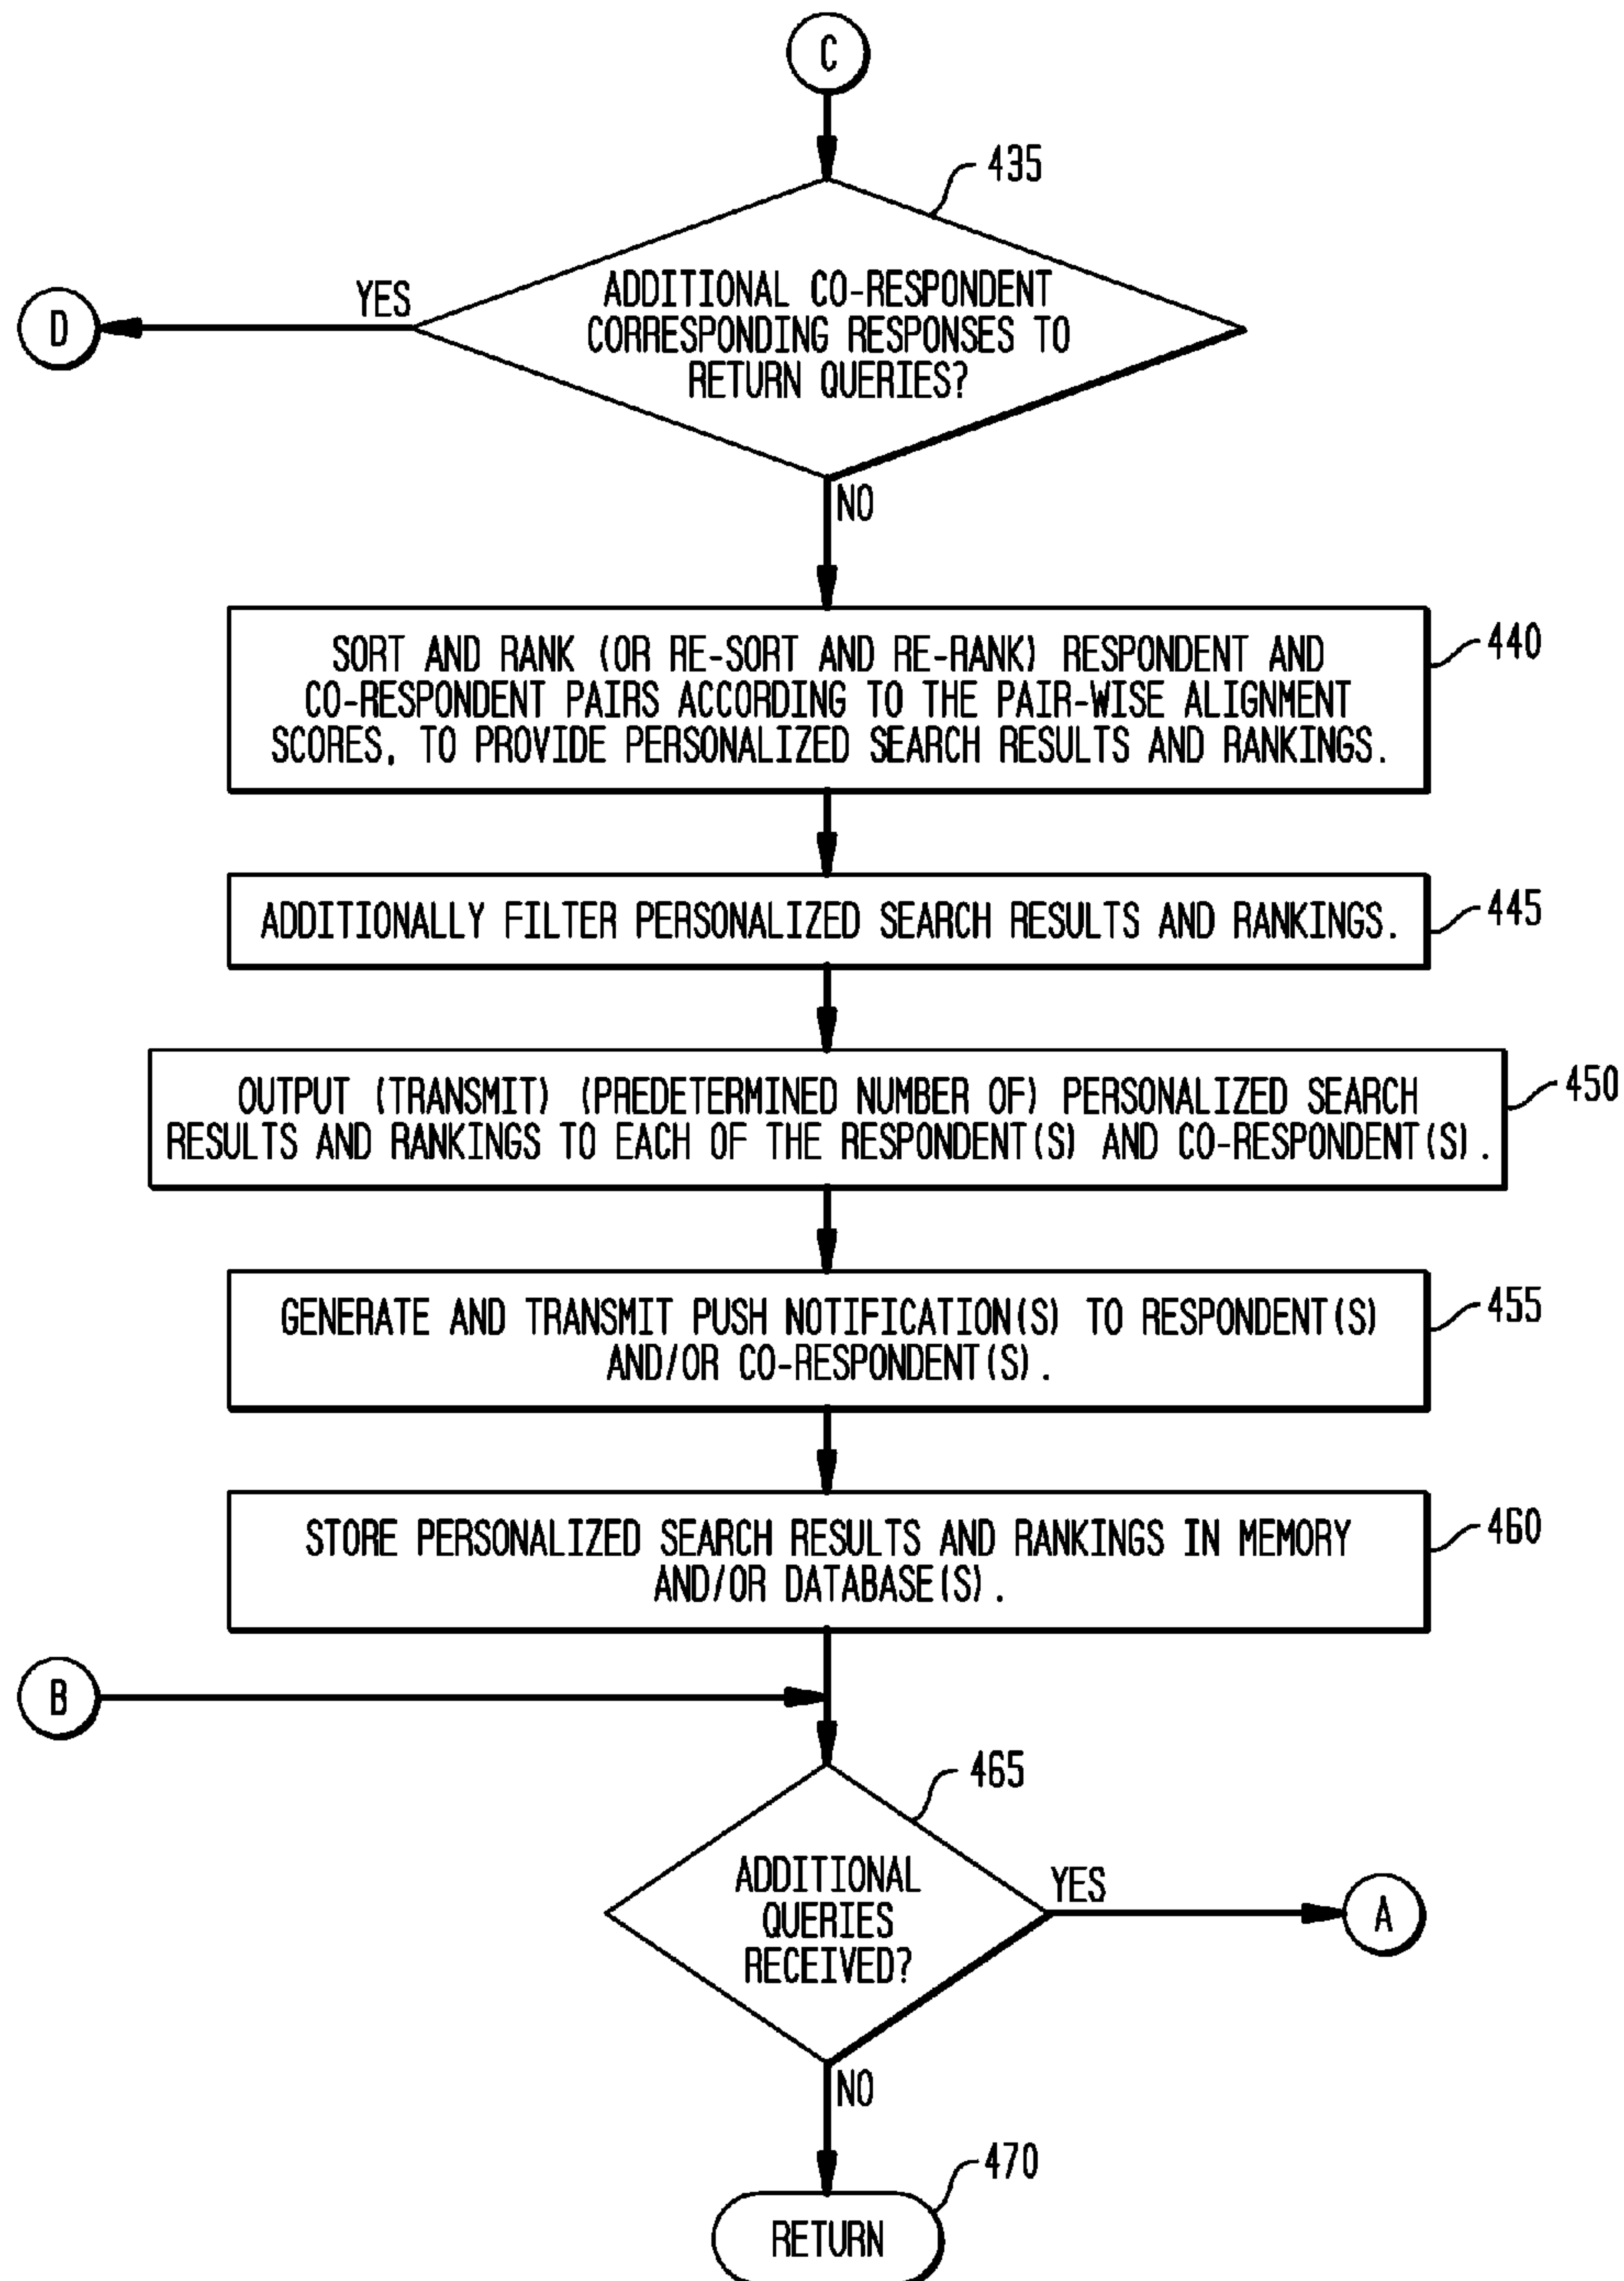 C
435
ADDITIONAL CO-RESPONDENT
CORRESPONDING RESPONSES TO
RETURN QUERIES?
YES
D
NO
SORT AND RANK (OR RE-SORT AND RE-RANK) RESPONDENT AND
CO-RESPONDENT PAIRS ACCORDING TO THE PAIR-WISE ALIGNMENT
SCORES, TO PROVIDE PERSONALIZED SEARCH RESULTS AND RANKINGS.
440
ADDITIONALLY FILTER PERSONALIZED SEARCH RESULTS AND RANKINGS.
445
OUTPUT (TRANSMIT) (PREDETERMINED NUMBER OF) PERSONALIZED SEARCH
RESULTS AND RANKINGS TO EACH OF THE RESPONDENT(S) AND CO-RESPONDENT(S).
450
GENERATE AND TRANSMIT PUSH NOTIFICATION(S) TO RESPONDENT(S)
AND/OR CO-RESPONDENT(S).
455
STORE PERSONALIZED SEARCH RESULTS AND RANKINGS IN MEMORY
AND/OR DATABASE(S).
460
B
465
ADDITIONAL
QUERIES
RECEIVED?
YES
A
NO
470
RETURN